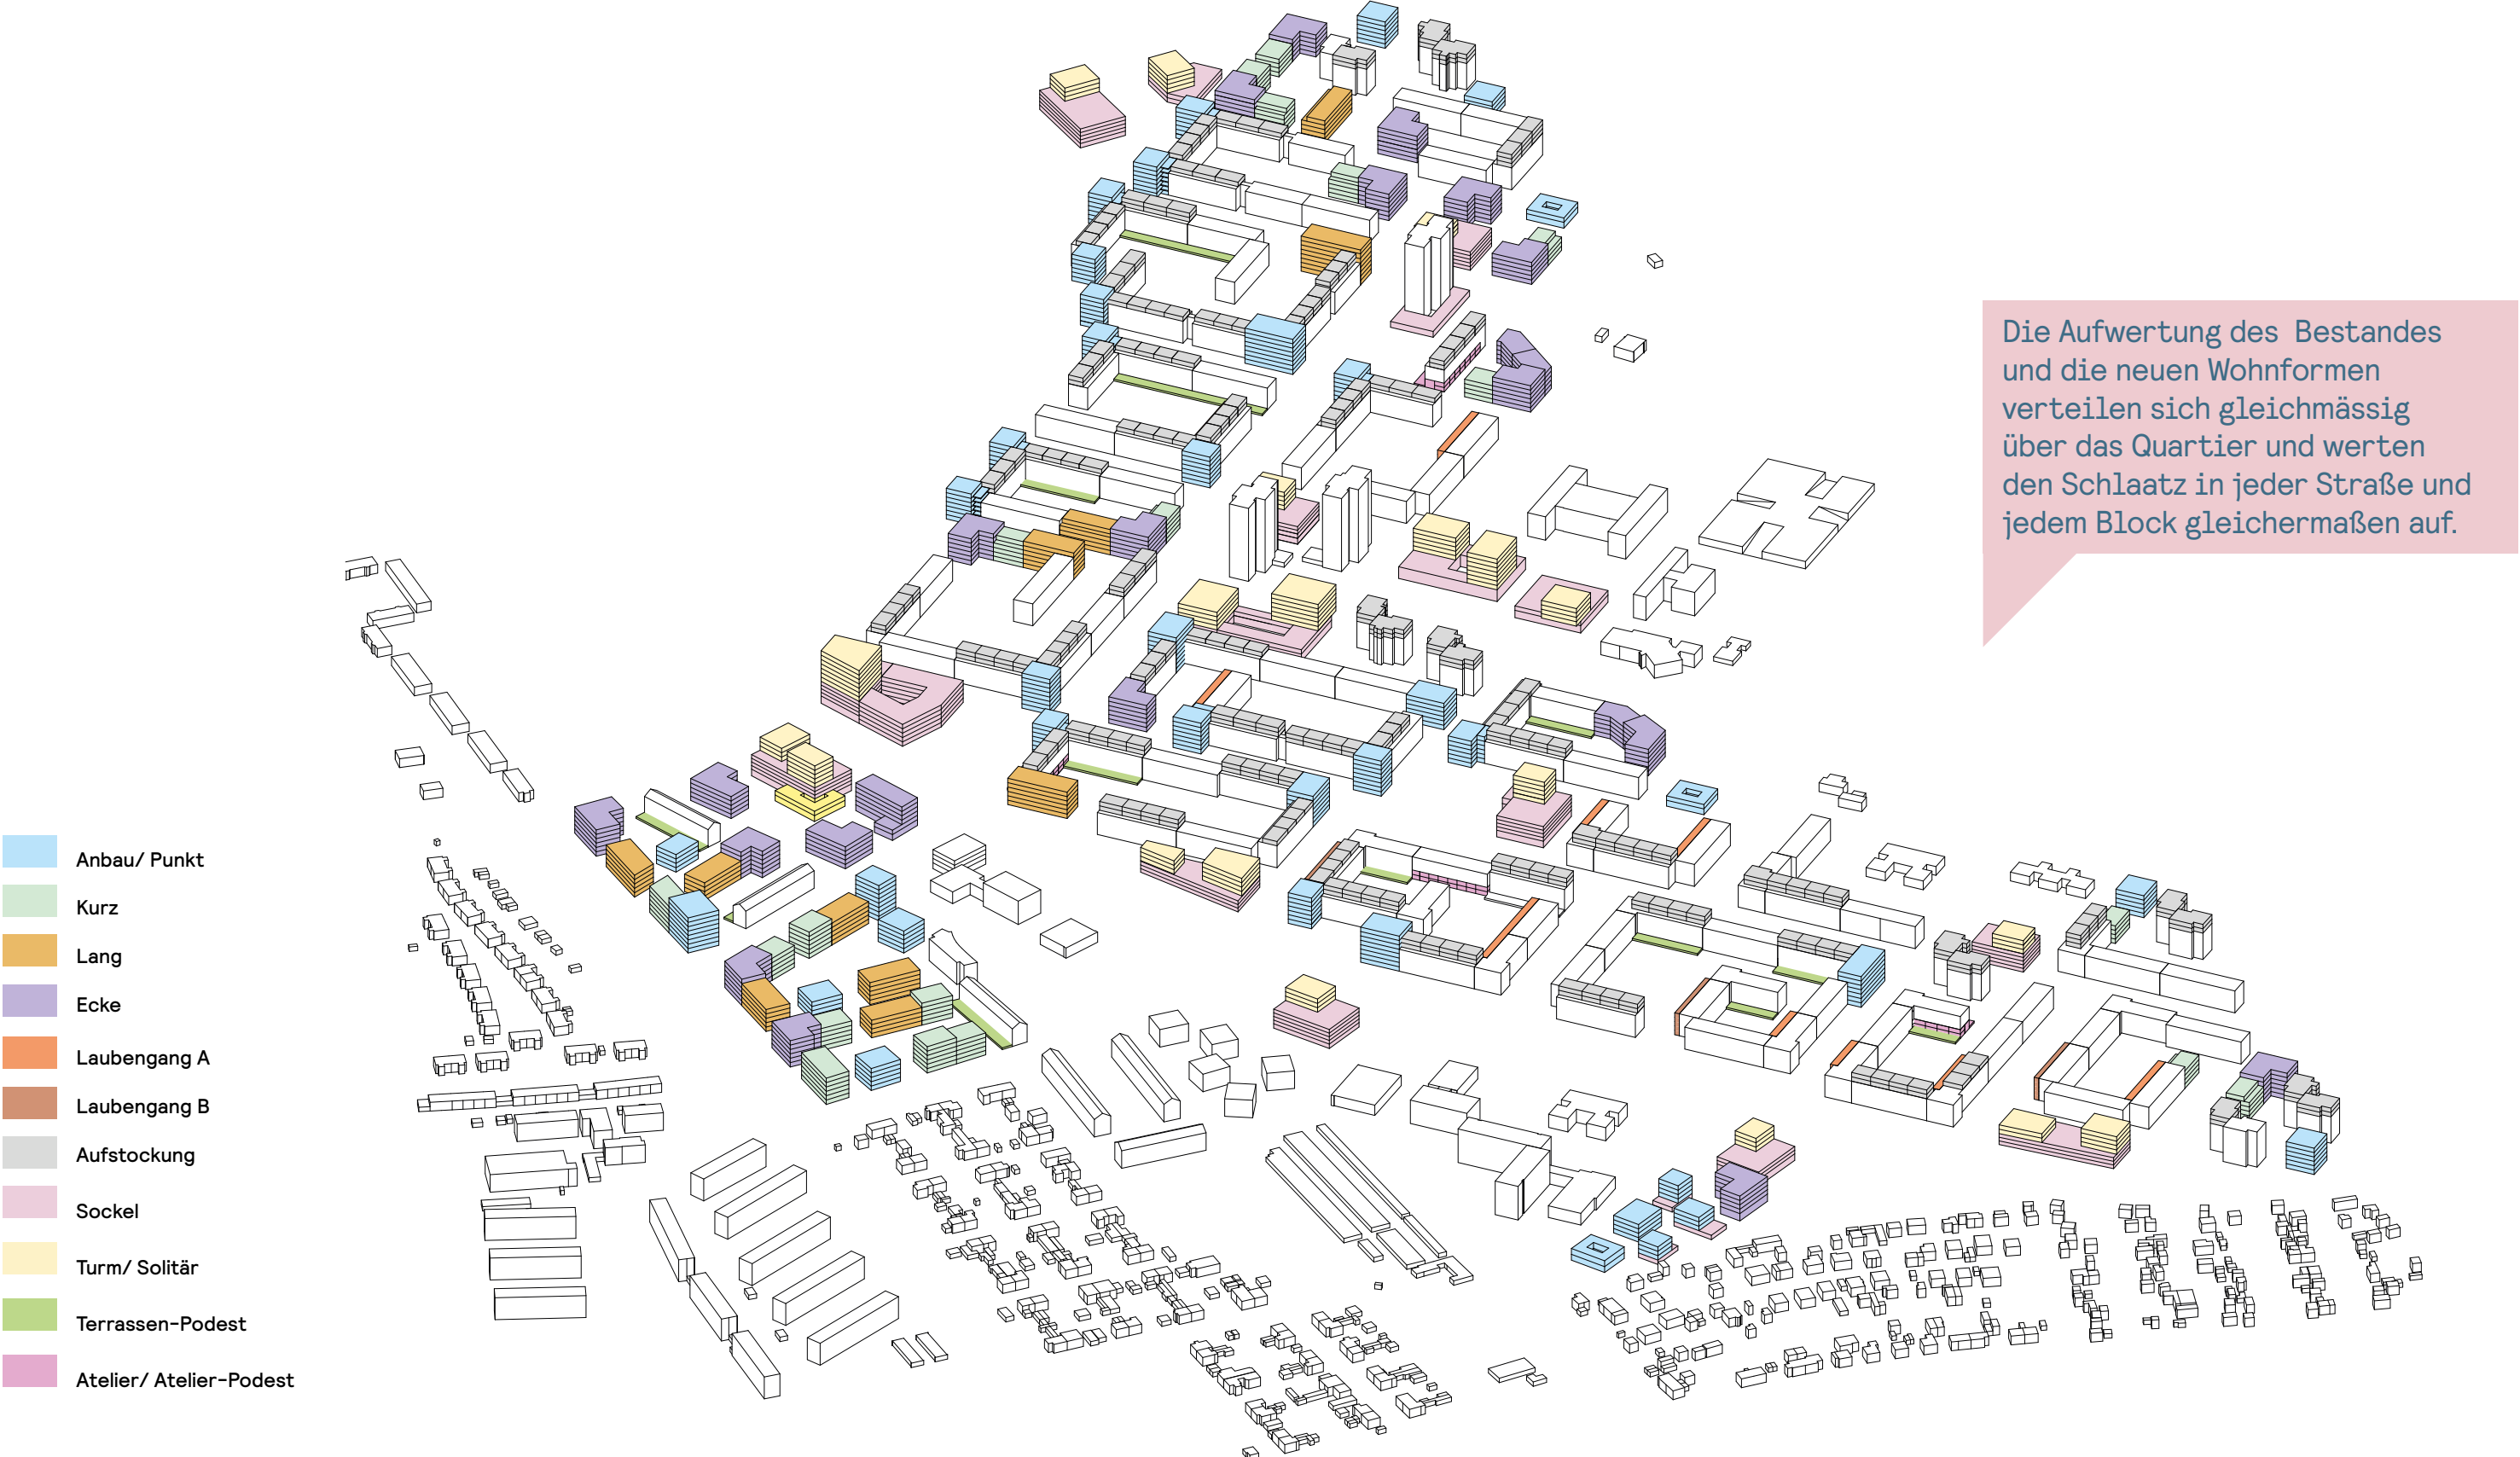 Die Aufwertung des Bestandes
und die neuen Wohnformen
verteilen sich gleichmässig
über das Quartier und werten
den Schlaatz in jeder Straße und
jedem Block gleichermaßen auf.
Anbau/ Punkt
Kurz
Lang
Ecke
Laubengang A
Laubengang B
Aufstockung
Sockel
Turm/ Solitär
Terrassen-Podest
Atelier/ Atelier-Podest